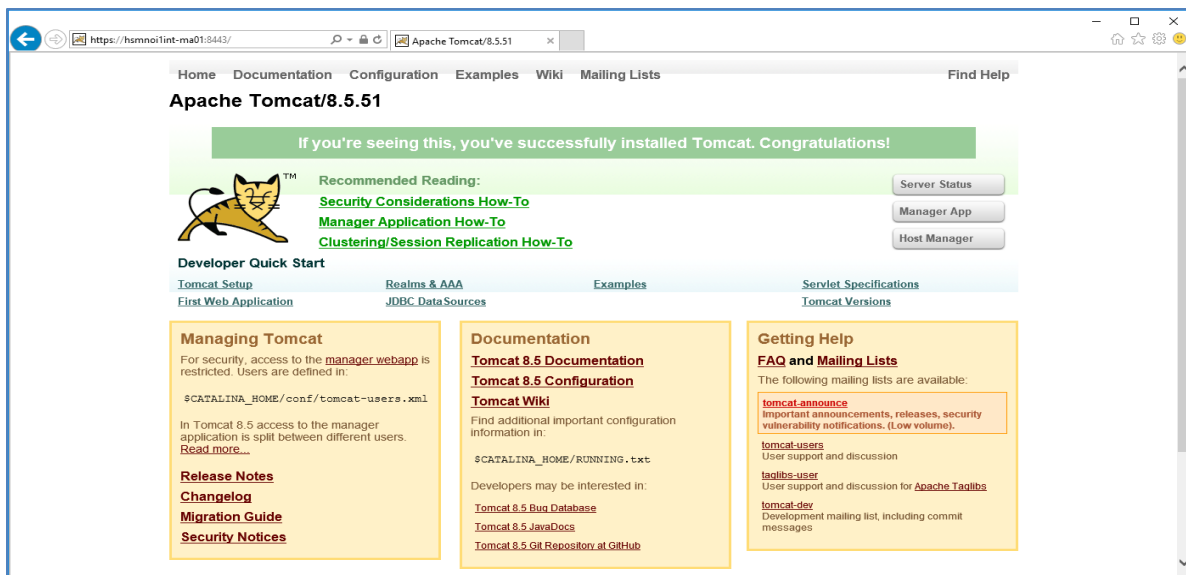 https://hsmnoi1int-ma01:8443/
Apache Tomcat/8.5.51
Home Documentation Configuration Examples Wiki Mailing Lists Find Help
Apache Tomcat/8.5.51
If you're seeing this, you've successfully installed Tomcat. Congratulations!
TM
Recommended Reading:
Security Considerations How-To
Manager Application How-To
Clustering/Session Replication How-To
Server Status
Manager App
Host Manager
Developer Quick Start
Tomcat Setup Realms & AAA Examples Servlet Specifications
First Web Application JDBC DataSources Tomcat Versions
Managing Tomcat
For security, access to the manager webapp is
restricted. Users are defined in:
$CATALINA_HOME/conf/tomcat-users.xml
In Tomcat 8.5 access to the manager
application is split between different users.
Read more...
Release Notes
Changelog
Migration Guide
Security Notices
Documentation
Tomcat 8.5 Documentation
Tomcat 8.5 Configuration
Tomcat Wiki
Find additional important configuration
information in:
$CATALINA_HOME/RUNNING.txt
Developers may be interested in:
Tomcat 8.5 Bug Database
Tomcat 8.5 JavaDocs
Tomcat 8.5 Git Repository at GitHub
Getting Help
FAQ and Mailing Lists
The following mailing lists are available:
tomcat-announce
Important announcements, releases, security
vulnerability notifications. (Low volume).
tomcat-users
User support and discussion
taglibs-user
User support and discussion for Apache Taglibs
tomcat-dev
Development mailing list, including commit
messages